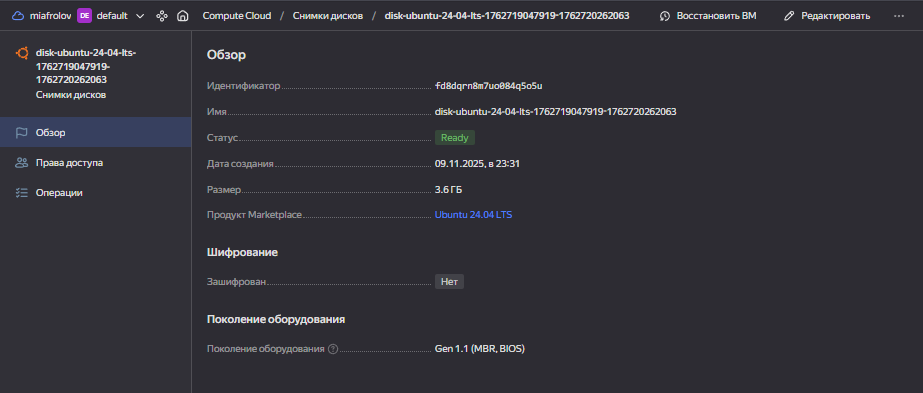 miafrolov DE default Compute Cloud / Снимки дисков / disk-ubuntu-24-04-lts-1762719047919-1762720262063 Восстановить ВМ Редактировать ...
disk-ubuntu-24-04-lts-
1762719047919-
1762720262063
Снимки дисков
Обзор
Права доступа
Операции
Обзор
Идентификатор fd8dqrn8m7uo084q5o5u
Имя disk-ubuntu-24-04-lts-1762719047919-1762720262063
Статус Ready
Дата создания 09.11.2025, в 23:31
Размер 3.6 ГБ
Продукт Marketplace Ubuntu 24.04 LTS
Шифрование
Зашифрован Нет
Поколение оборудования
Поколение оборудования ? Gen 1.1 (MBR, BIOS)